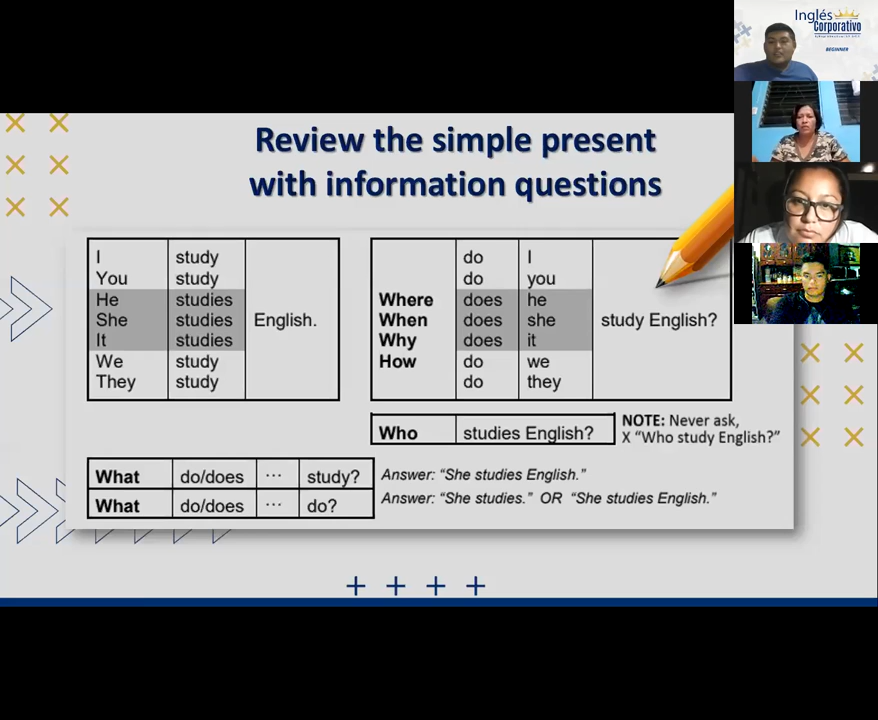 Inglés
Corporativo
BEGINNER
Review the simple present
with information questions
I study
You study
He studies
She studies English.
It studies
We study
They study
do I
do you
Where does he
When does she study English?
Why does it
How do we
do they
Who studies English?
NOTE: Never ask,
X “Who study English?”
What do/does ... study? Answer: “She studies English.”
What do/does ... do? Answer: “She studies.” OR “She studies English.”